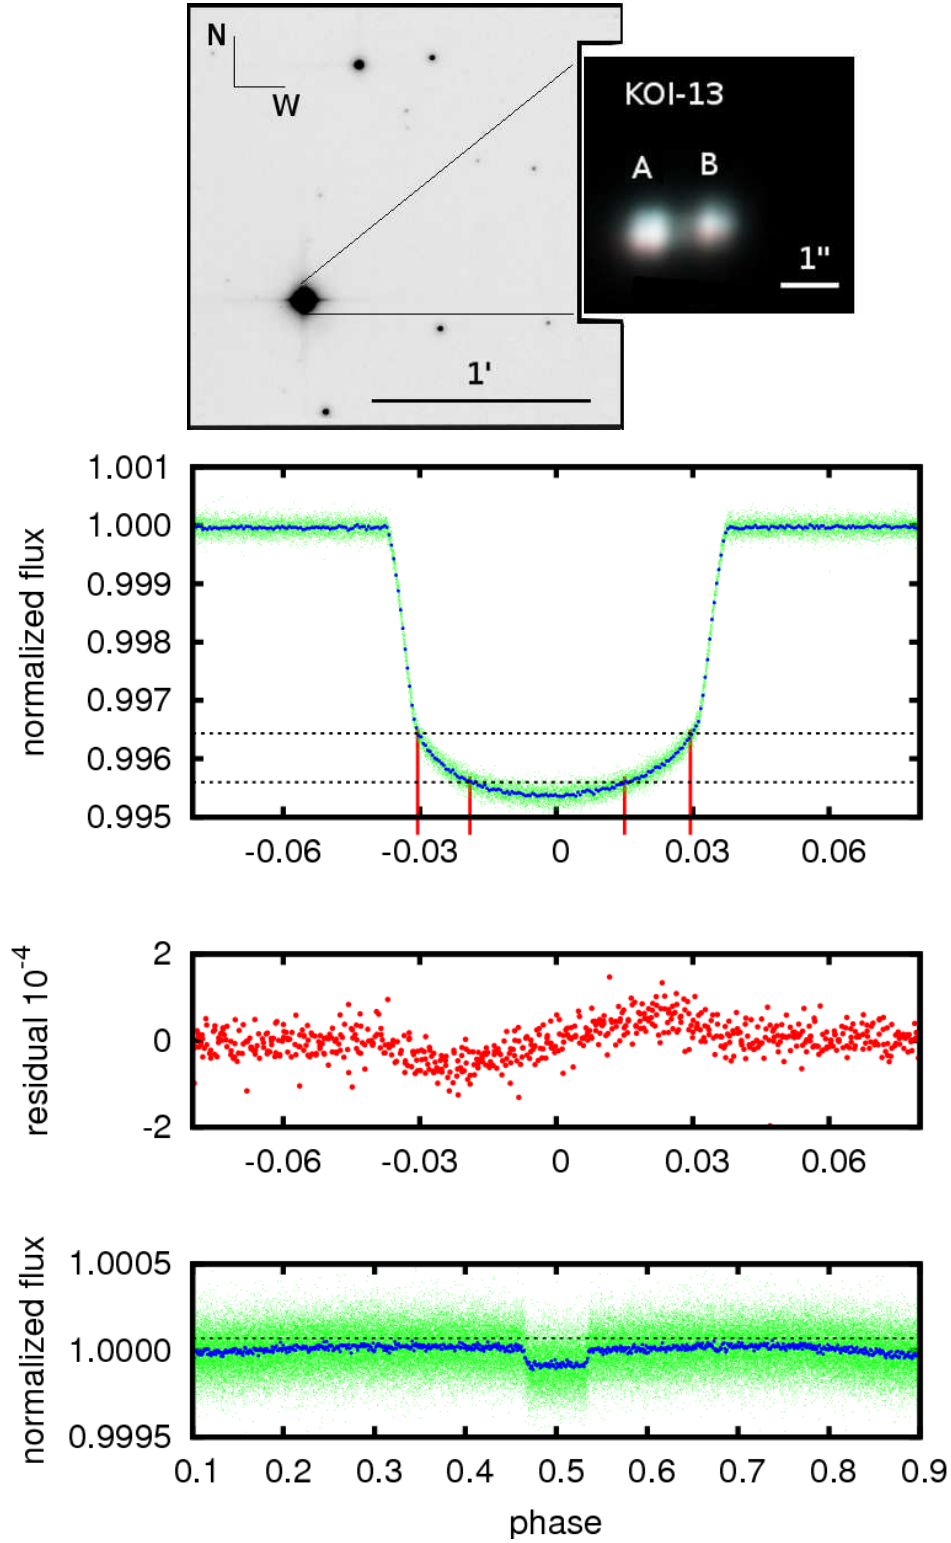 N
W
1'
KOI-13
A B
1"
normalized flux
1.001
1.000
0.999
0.998
0.997
0.996
0.995
-0.06 -0.03 0 0.03 0.06
residual 10-4
2
0
-2
-0.06 -0.03 0 0.03 0.06
normalized flux
1.0005
1.0000
0.9995
0.1 0.2 0.3 0.4 0.5 0.6 0.7 0.8 0.9
phase